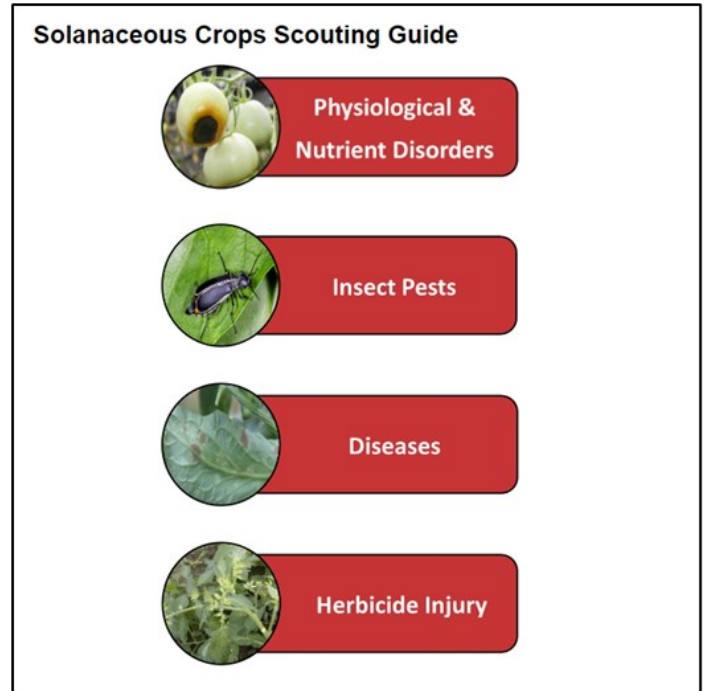 Solanaceous Crops Scouting Guide
Physiological &
Nutrient Disorders
Insect Pests
Diseases
Herbicide Injury